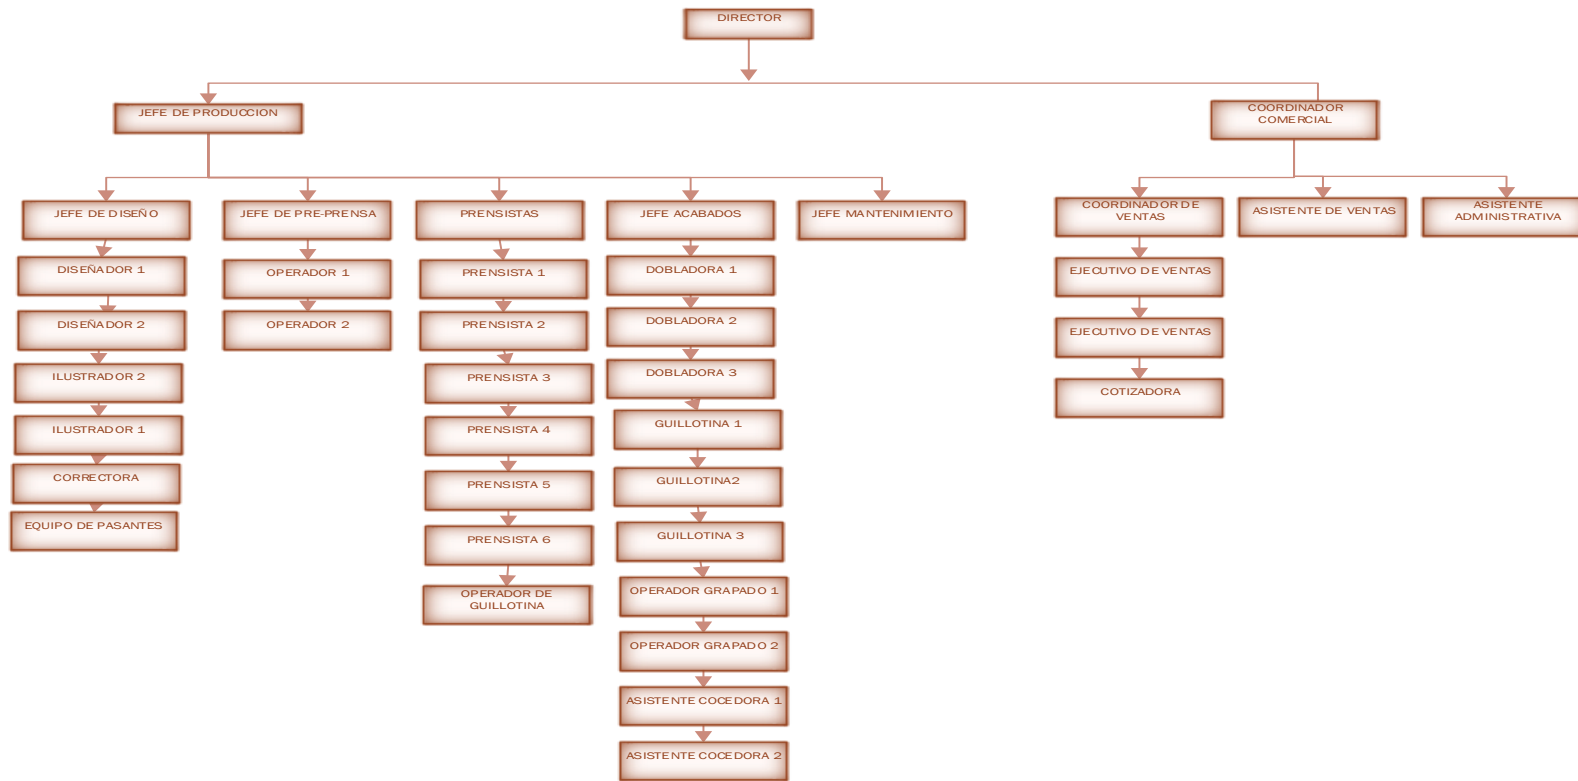 DIRECTOR
JEFE DE PRODUCCION
COORDINADOR
COMERCIAL
JEFE DE DISEÑO
JEFE DE PRE-PRENSA
PRENSISTAS
JEFE ACABADOS
JEFE MANTENIMIENTO
COORDINADOR DE
VENTAS
ASISTENTE DE VENTAS
ASISTENTE
ADMINISTRATIVA
DISEÑADOR 1
DISEÑADOR 2
ILUSTRADOR 2
ILUSTRADOR 1
CORRECTORA
EQUIPO DE PASANTES
OPERADOR 1
OPERADOR 2
PRENSISTA 1
PRENSISTA 2
PRENSISTA 3
PRENSISTA 4
PRENSISTA 5
PRENSISTA 6
OPERADOR DE
GUILLOTINA
DOBLADORA 1
DOBLADORA 2
DOBLADORA 3
GUILLOTINA 1
GUILLOTINA2
GUILLOTINA 3
OPERADOR GRAPADO 1
OPERADOR GRAPADO 2
ASISTENTE COCEDORA 1
ASISTENTE COCEDORA 2
EJECUTIVO DE VENTAS
EJECUTIVO DE VENTAS
COTIZADORA